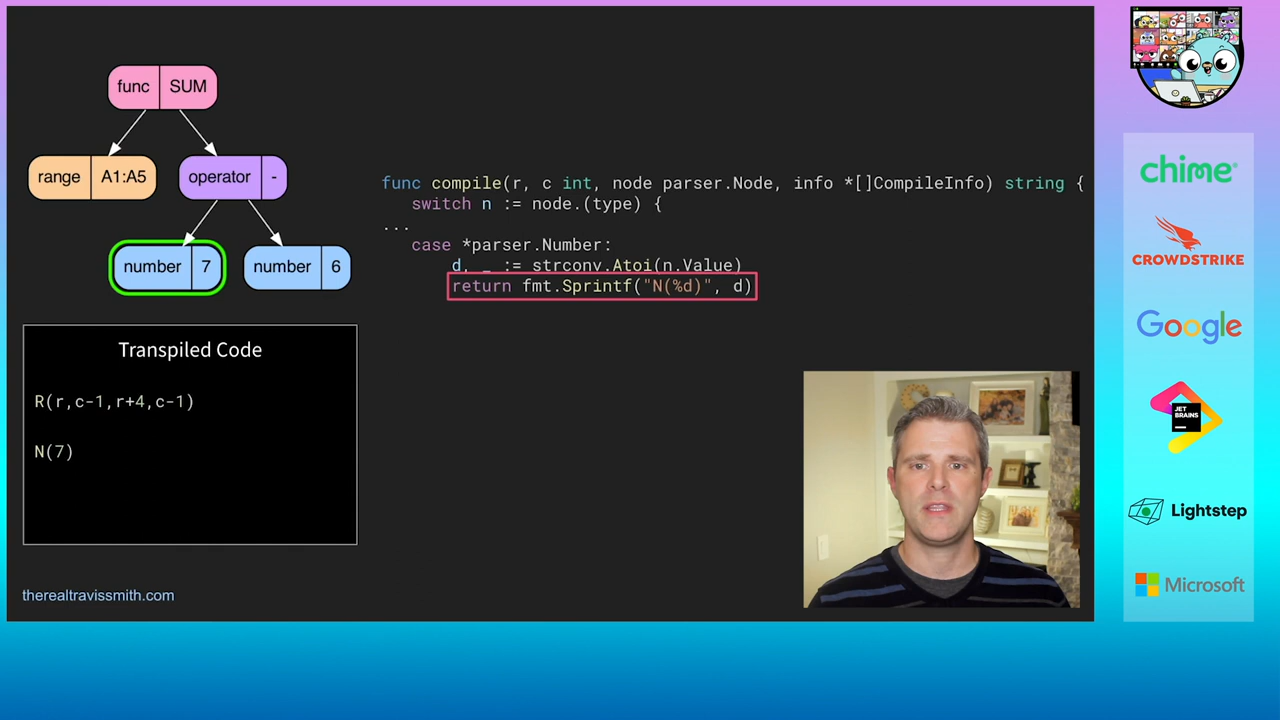 func SUM
range A1:A5
operator -
number 7
number 6
func compile(r, c int, node parser.Node, info *[]CompileInfo) string {
switch n := node.(type) {
...
case *parser.Number:
d, _ := strconv.Atoi(n.Value)
return fmt.Sprintf("N(%d)", d)
Transpiled Code
R(r,c-1,r+4,c-1)
N(7)
therealtravissmith.com
chime
CROWDSTRIKE
Google
JET
BRAINS
Lightstep
Microsoft